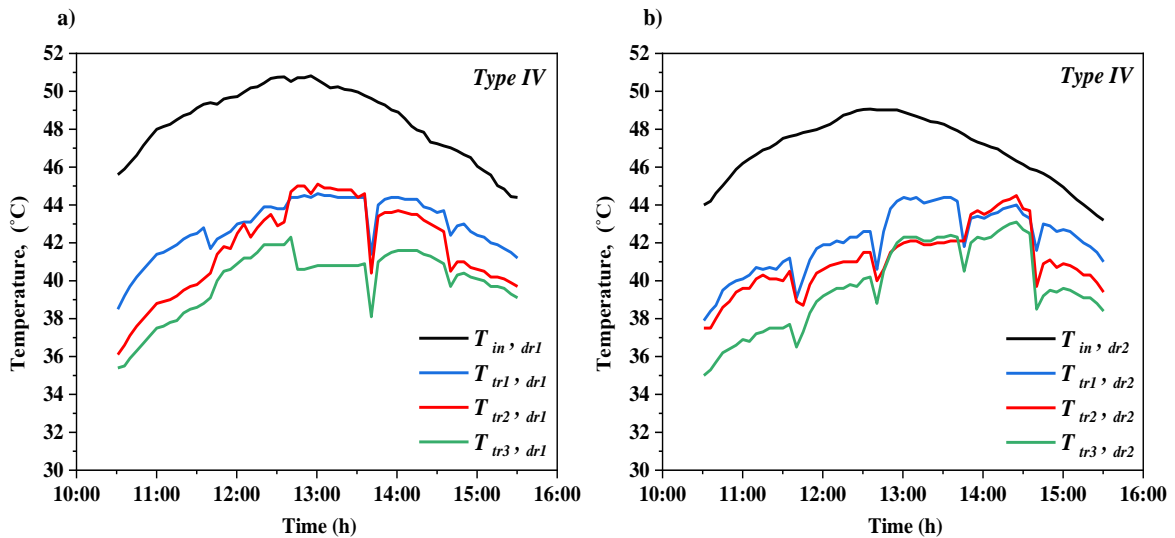 a)
Type IV
Temperature, (°C)
52
50
48
46
44
42
40
38
36
34
32
30
T in , dr1
T tr1 , dr1
T tr2 , dr1
T tr3 , dr1
10:00 11:00 12:00 13:00 14:00 15:00 16:00
Time (h)
b)
Type IV
Temperature, (°C)
52
50
48
46
44
42
40
38
36
34
32
30
T in , dr2
T tr1 , dr2
T tr2 , dr2
T tr3 , dr2
10:00 11:00 12:00 13:00 14:00 15:00 16:00
Time (h)